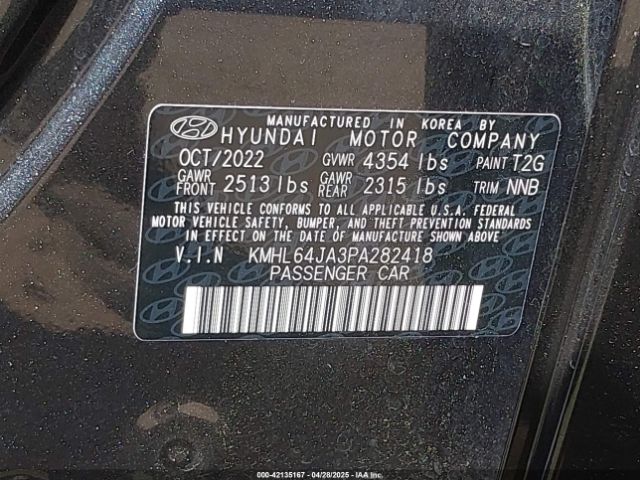 MANUFACTURED IN KOREA BY
HYUNDAI MOTOR COMPANY
OCT/2022 GVWR 4354 lbs PAINT T2G
GAWR FRONT 2513 lbs GAWR REAR 2315 lbs TRIM NNB
THIS VEHICLE CONFORMS TO ALL APPLICABLE U.S.A. FEDERAL
MOTOR VEHICLE SAFETY, BUMPER, AND THEFT PREVENTION STANDARDS
IN EFFECT ON THE DATE OF MANUFACTURE SHOWN ABOVE
V.I.N KMHL64JA3PA282418
PASSENGER CAR
000-42135167 • 04/28/2025 • IAA Inc.